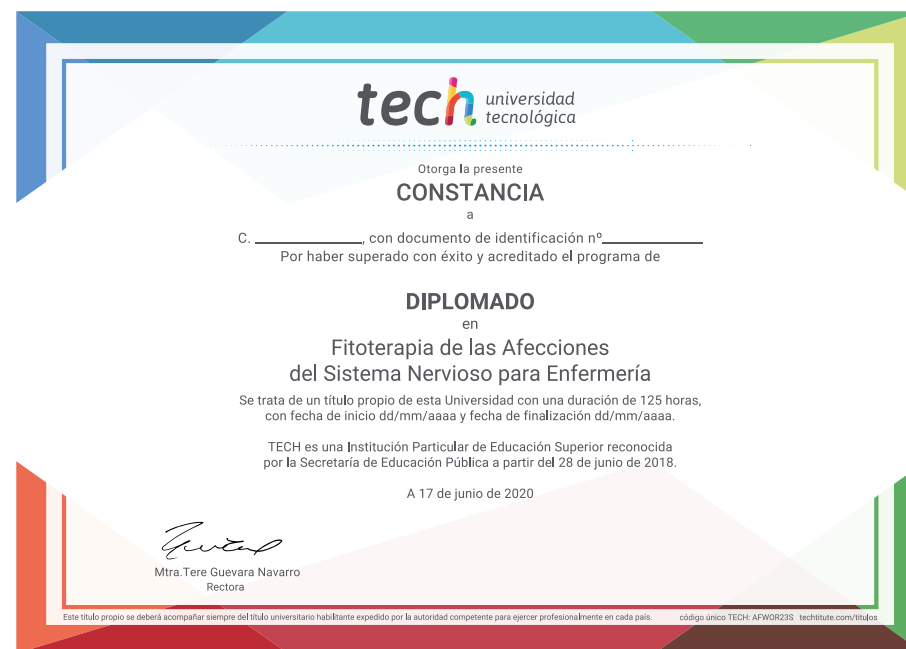 tech universidad
tecnológica
Otorga la presente
CONSTANCIA
a
C. ____________, con documento de identificación nº____________
Por haber superado con éxito y acreditado el programa de
DIPLOMADO
en
Fitoterapia de las Afecciones
del Sistema Nervioso para Enfermería
Se trata de un título propio de esta Universidad con una duración de 125 horas,
con fecha de inicio dd/mm/aaaa y fecha de finalización dd/mm/aaaa.
TECH es una Institución Particular de Educación Superior reconocida
por la Secretaría de Educación Pública a partir del 28 de junio de 2018.
A 17 de junio de 2020
Mtra.Tere Guevara Navarro
Rectora
Este título propio se deberá acompañar siempre del título universitario habilitante expedido por la autoridad competente para ejercer profesionalmente en cada país. código único TECH: AFWOR23S techtitute.com/titulos